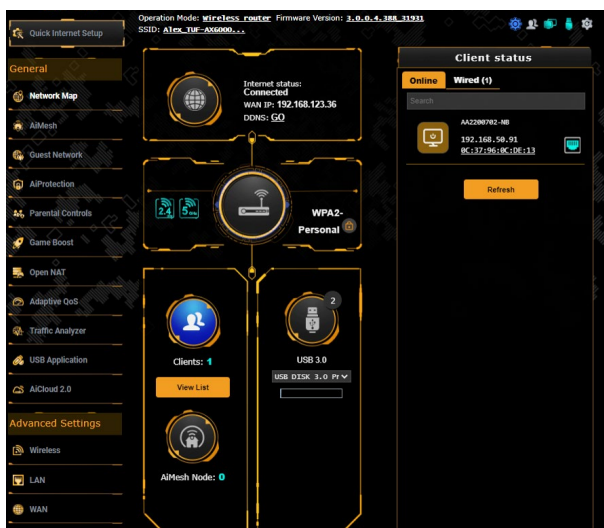 Quick Internet Setup
Operation Mode: Wireless router Firmware Version: 3.0.0.4.388_31931
SSID: Alex_TUF-AX6000...
General
Network Map
AiMesh
Guest Network
AiProtection
Parental Controls
Game Boost
Open NAT
Adaptive QoS
Traffic Analyzer
USB Application
AiCloud 2.0
Advanced Settings
Wireless
LAN
WAN
Internet status:
Connected
WAN IP: 192.168.123.36
DDNS: GO
2.4
5
WPA2-
Personal
Clients: 1
View List
AiMesh Node: 0
2
USB 3.0
USB DISK 3.0 Pr
Client status
Online
Wired (1)
Search
AA2200702-NB
192.168.50.91
0C:37:96:0C:DE:13
Refresh